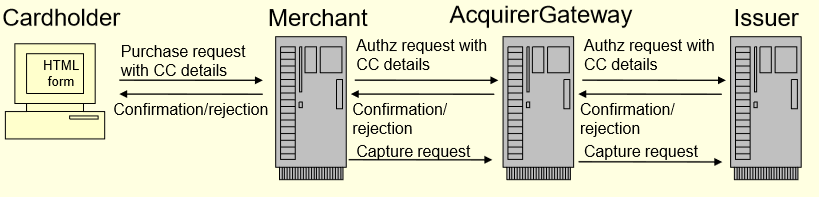 Cardholder
Merchant
AcquirerGateway
Issuer
HTML
form
Purchase request
with CC details
Confirmation/rejection
Authz request with
CC details
Confirmation/
rejection
Capture request
Authz request with
CC details
Confirmation/
rejection
Capture request